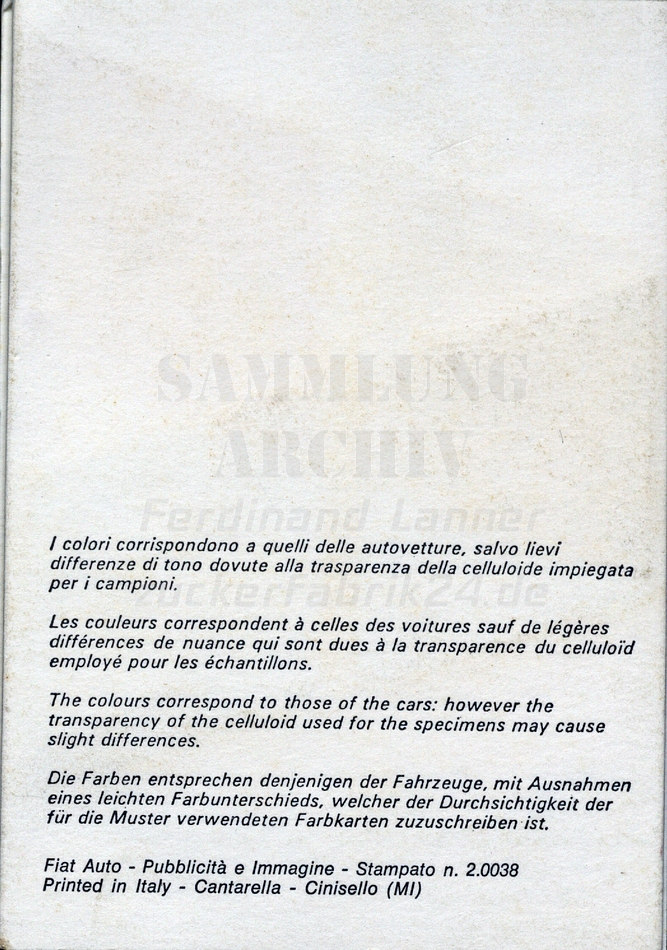 SAMMLUNG
ARCHIV
Ferdinand Lanner
zuckerfabrik24.de
I colori corrispondono a quelli delle autovetture, salvo lievi
differenze di tono dovute alla trasparenza della celluloide impiegata
per i campioni.
Les couleurs correspondent à celles des voitures sauf de légères
différences de nuance qui sont dues à la transparence du celluloïd
employé pour les échantillons.
The colours correspond to those of the cars: however the
transparency of the celluloid used for the specimens may cause
slight differences.
Die Farben entsprechen denjenigen der Fahrzeuge, mit Ausnahmen
eines leichten Farbunterschieds, welcher der Durchsichtigkeit der
für die Muster verwendeten Farbkarten zuzuschreiben ist.
Fiat Auto - Pubblicità e Immagine - Stampato n. 2.0038
Printed in Italy - Cantarella - Cinisello (MI)